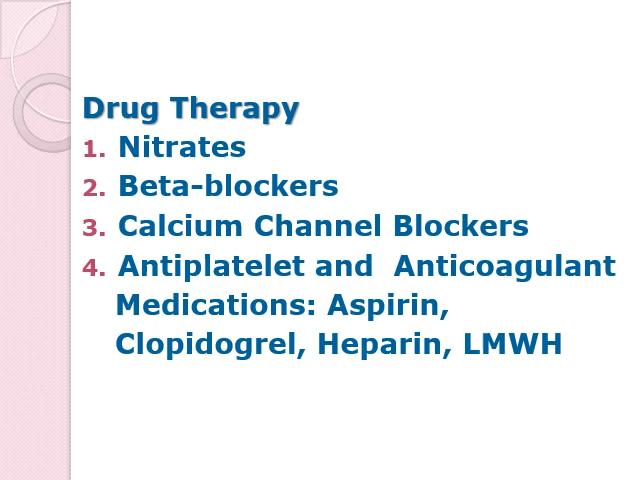 Drug Therapy
1. Nitrates
2. Beta-blockers
3. Calcium Channel Blockers
4. Antiplatelet and  Anticoagulant
Medications: Aspirin,
Clopidogrel, Heparin, LMWH